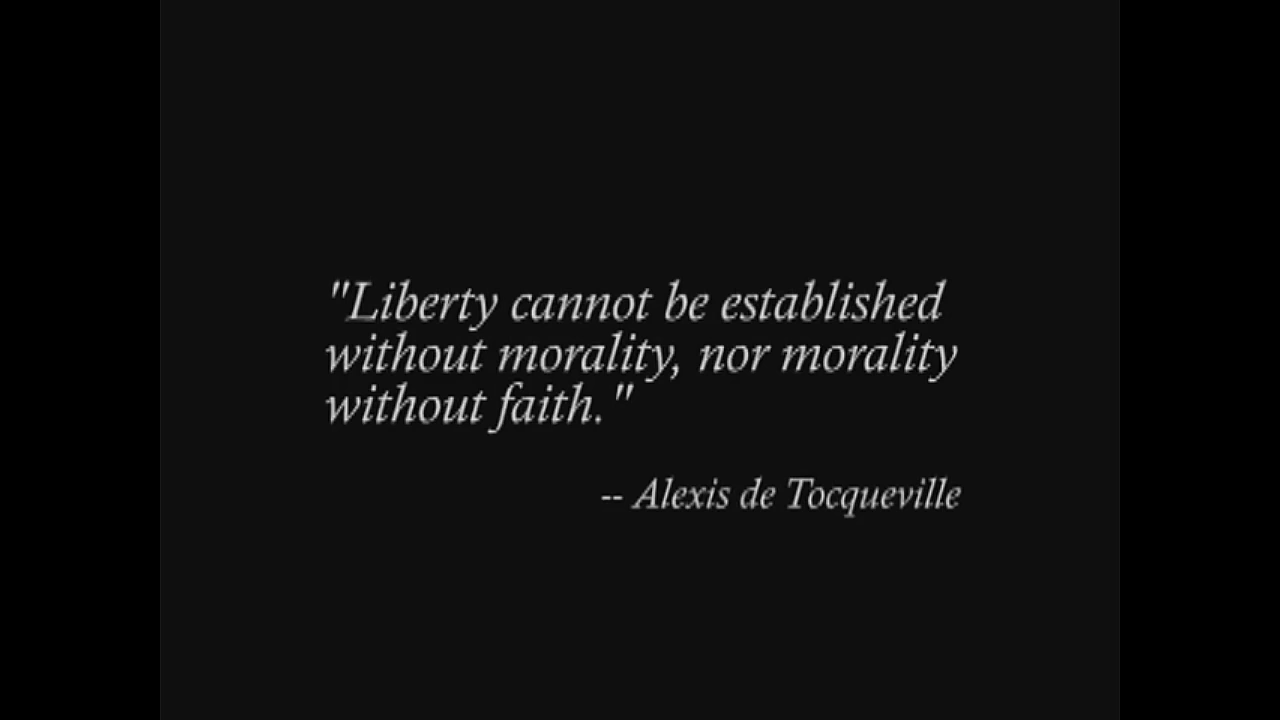 "Liberty cannot be established
without morality, nor morality
without faith."
-- Alexis de Tocqueville